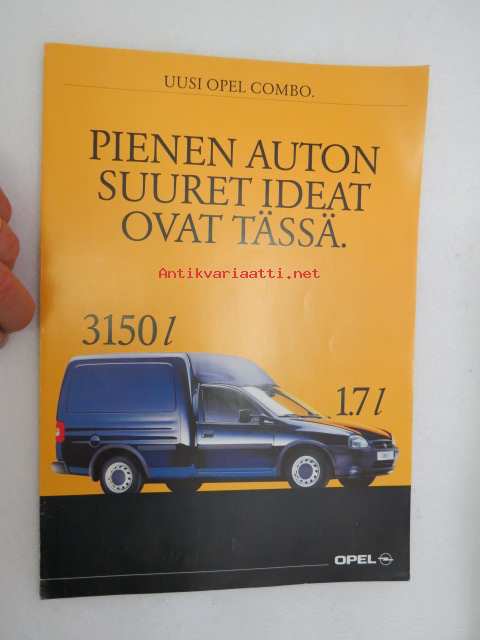 UUSI OPEL COMBO.
PIENEN AUTON
SUURET IDEAT
OVAT TÄSSÄ.
Antikvariaatti.net
3150 l
1.7 l
OPEL